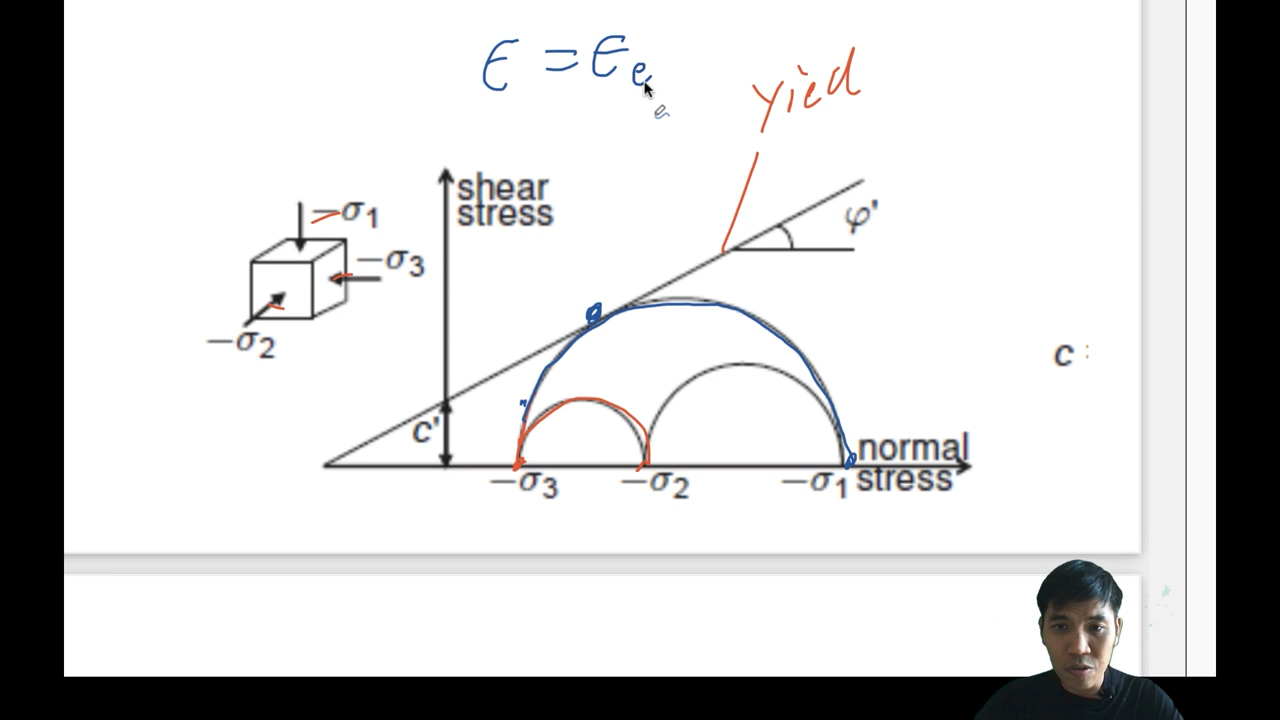 ϵ = ϵe
e
yied
shear
stress
φ'
−σ1
−σ3
−σ2
c :
c'
normal
stress
−σ3
−σ2
−σ1